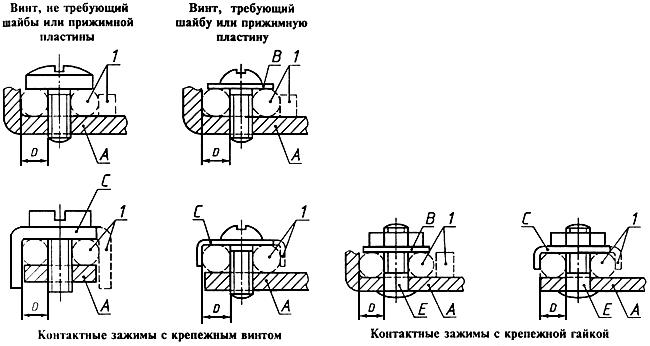 Винт, не требующий
шайбы или прижимной
пластины
Винт, требующий
шайбу или прижимную
пластину
1
D
A
B
1
D
A
C
1
D
A
C
1
D
A
B
1
D
E
A
C
1
D
E
A
Контактные зажимы с крепежным винтом
Контактные зажимы с крепежной гайкой